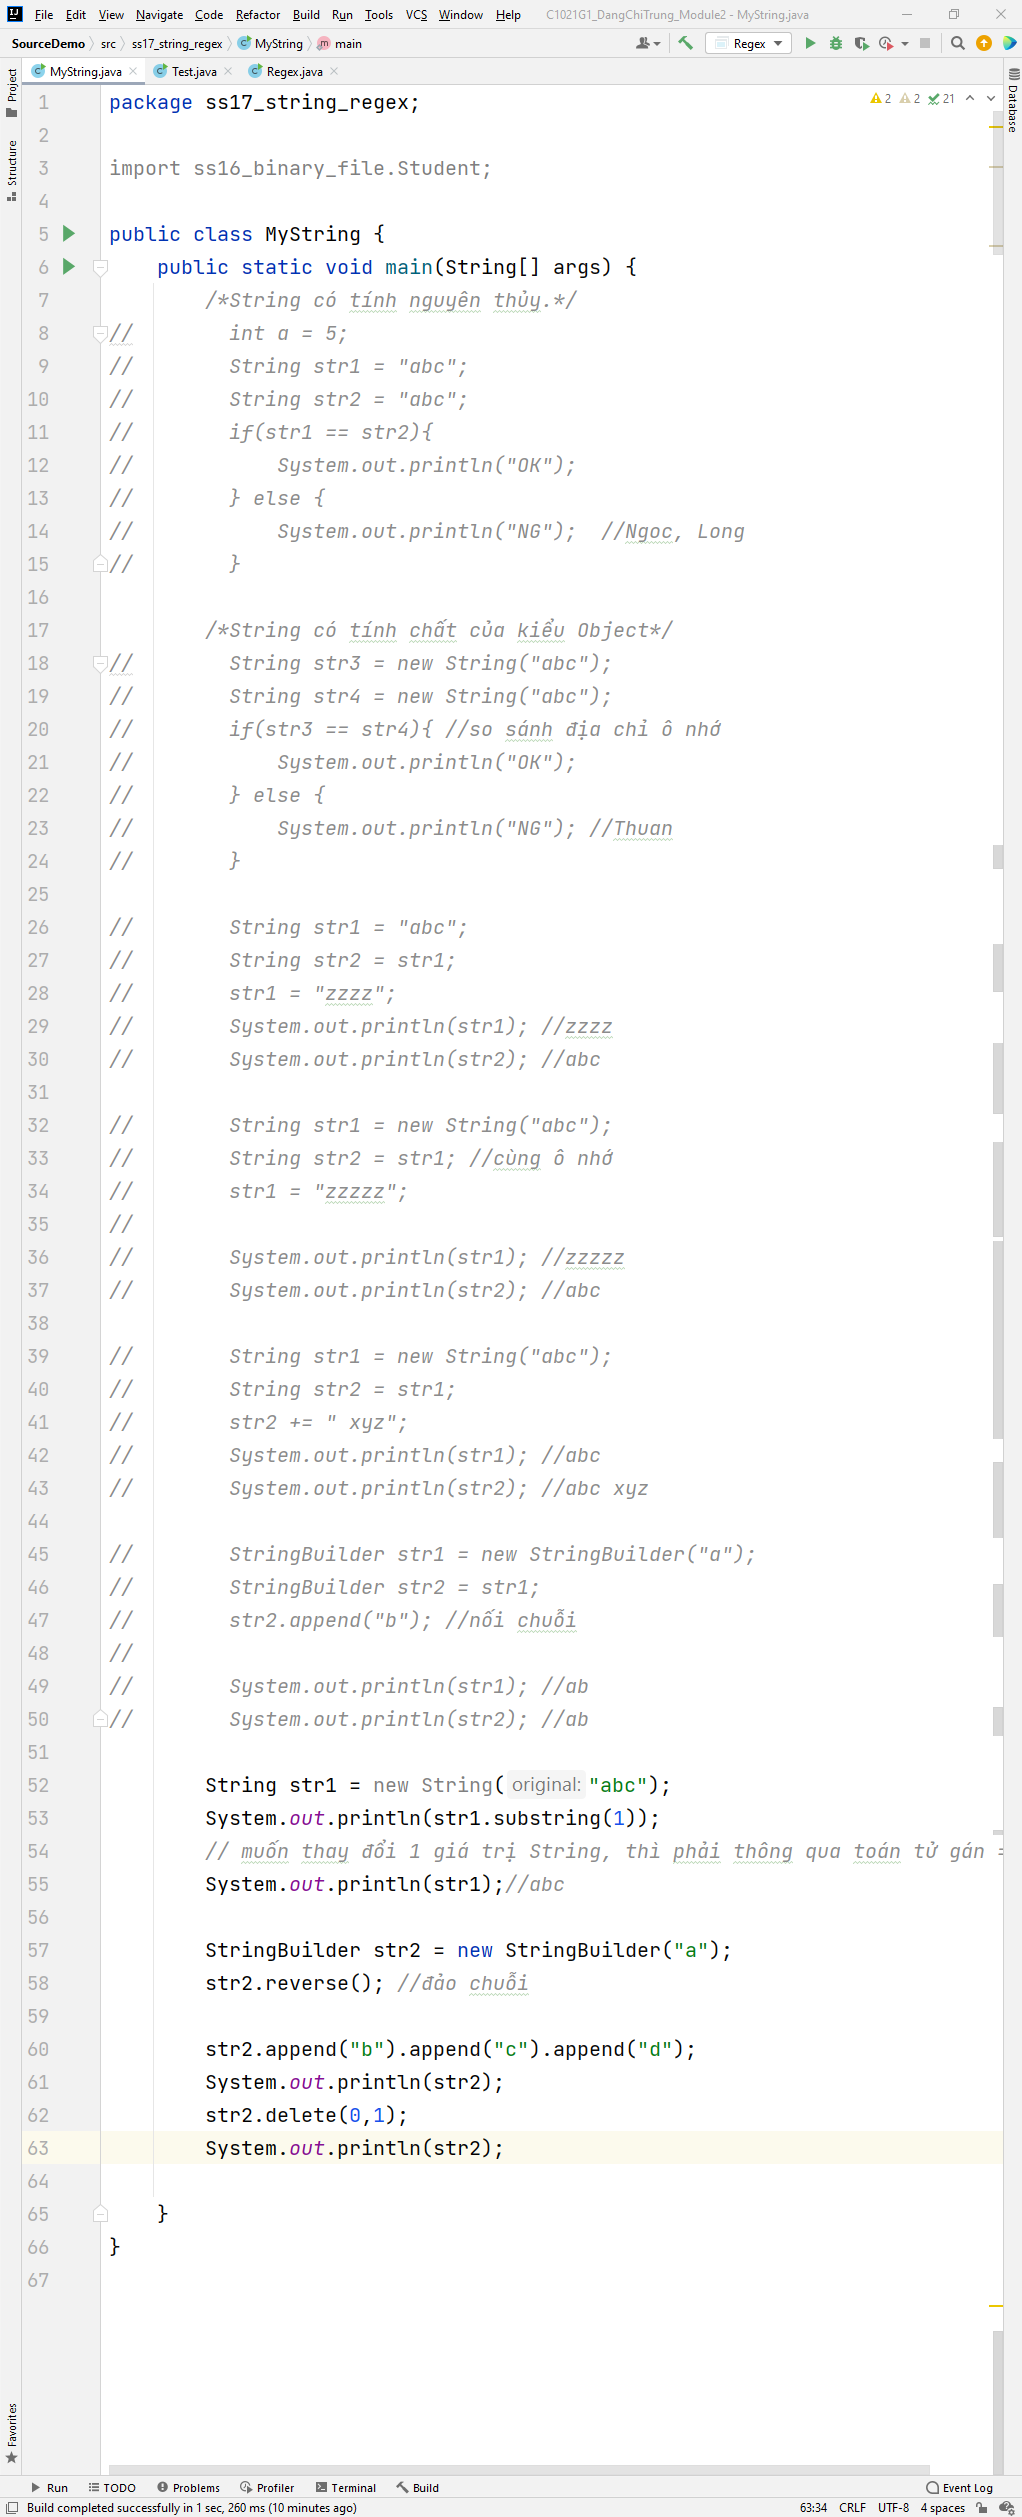 File Edit View Navigate Code Refactor Build Run Tools VCS Window Help C1021G1_DangChiTrung_Module2 - MyString.java
SourceDemo src ss17_string_regex MyString main Regex
MyString.java Test.java Regex.java
Project
Structure
Favorites
Database
2 2 21
1 package ss17_string_regex;
2
3 import ss16_binary_file.Student;
4
5 public class MyString {
6 public static void main(String[] args) {
7 /*String có tính nguyên thủy.*/
8 // int a = 5;
9 // String str1 = "abc";
10 // String str2 = "abc";
11 // if(str1 == str2){
12 // System.out.println("OK");
13 // } else {
14 // System.out.println("NG"); //Ngoc, Long
15 // }
16
17 /*String có tính chất của kiểu Object*/
18 // String str3 = new String("abc");
19 // String str4 = new String("abc");
20 // if(str3 == str4){ //so sánh địa chỉ ô nhớ
21 // System.out.println("OK");
22 // } else {
23 // System.out.println("NG"); //Thuan
24 // }
25
26 // String str1 = "abc";
27 // String str2 = str1;
28 // str1 = "zzzz";
29 // System.out.println(str1); //zzzz
30 // System.out.println(str2); //abc
31
32 // String str1 = new String("abc");
33 // String str2 = str1; //cùng ô nhớ
34 // str1 = "zzzzz";
35 //
36 // System.out.println(str1); //zzzzz
37 // System.out.println(str2); //abc
38
39 // String str1 = new String("abc");
40 // String str2 = str1;
41 // str2 += " xyz";
42 // System.out.println(str1); //abc
43 // System.out.println(str2); //abc xyz
44
45 // StringBuilder str1 = new StringBuilder("a");
46 // StringBuilder str2 = str1;
47 // str2.append("b"); //nối chuỗi
48 //
49 // System.out.println(str1); //ab
50 // System.out.println(str2); //ab
51
52 String str1 = new String( original: "abc");
53 System.out.println(str1.substring(1));
54 // muốn thay đổi 1 giá trị String, thì phải thông qua toán tử gán =
55 System.out.println(str1);//abc
56
57 StringBuilder str2 = new StringBuilder("a");
58 str2.reverse(); //đảo chuỗi
59
60 str2.append("b").append("c").append("d");
61 System.out.println(str2);
62 str2.delete(0,1);
63 System.out.println(str2);
64
65 }
66 }
67
Run TODO Problems Profiler Terminal Build Event Log
Build completed successfully in 1 sec, 260 ms (10 minutes ago) 63:34 CRLF UTF-8 4 spaces